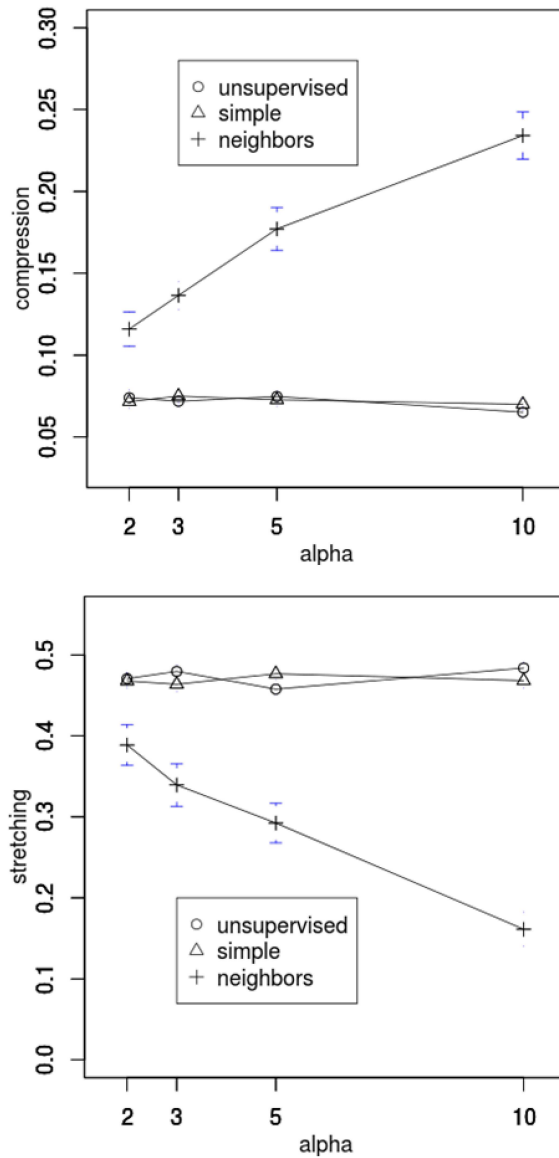 0.30
0.25
0.20
0.15
0.10
0.05
compression
unsupervised
simple
neighbors
2 3 5 10
alpha
0.5
0.4
0.3
0.2
0.1
0.0
stretching
unsupervised
simple
neighbors
2 3 5 10
alpha